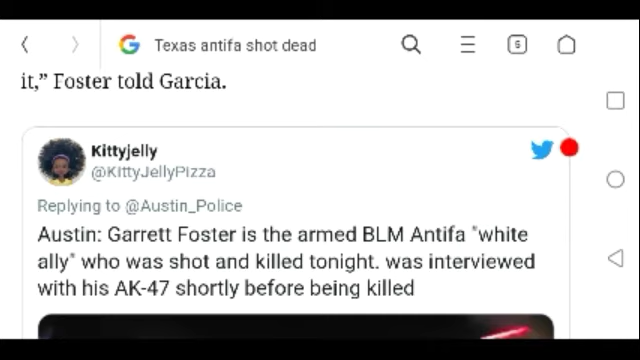 Texas antifa shot dead
5
it,” Foster told Garcia.
Kittyjelly
@KittyJellyPizza
Replying to @Austin_Police
Austin: Garrett Foster is the armed BLM Antifa "white
ally" who was shot and killed tonight. was interviewed
with his AK-47 shortly before being killed